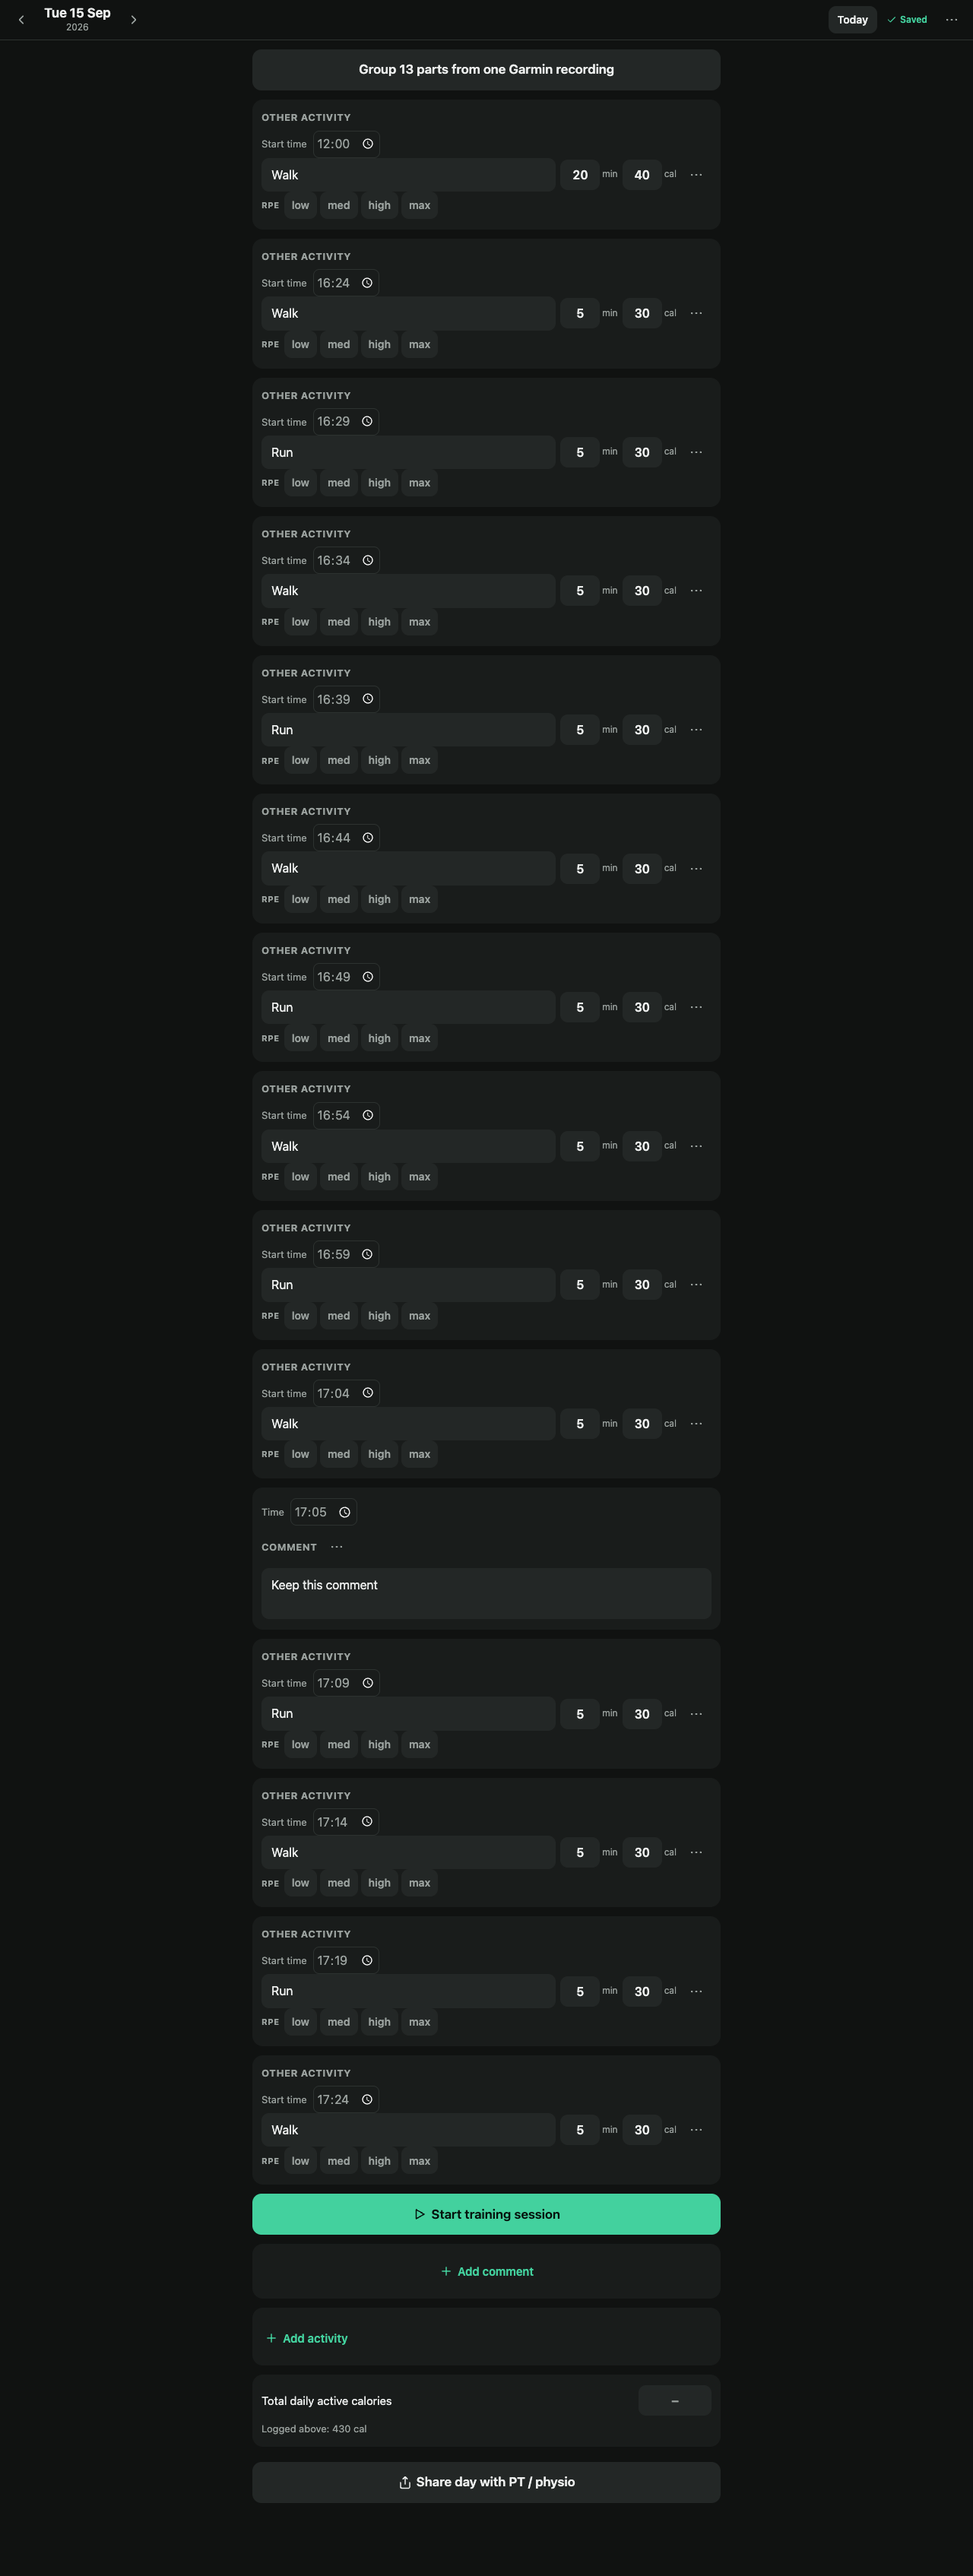 Tue 15 Sep
2026
Today
Saved
Group 13 parts from one Garmin recording
OTHER ACTIVITY
Start time 12:00
Walk 20 min 40 cal
RPE low med high max
OTHER ACTIVITY
Start time 16:24
Walk 5 min 30 cal
RPE low med high max
OTHER ACTIVITY
Start time 16:29
Run 5 min 30 cal
RPE low med high max
OTHER ACTIVITY
Start time 16:34
Walk 5 min 30 cal
RPE low med high max
OTHER ACTIVITY
Start time 16:39
Run 5 min 30 cal
RPE low med high max
OTHER ACTIVITY
Start time 16:44
Walk 5 min 30 cal
RPE low med high max
OTHER ACTIVITY
Start time 16:49
Run 5 min 30 cal
RPE low med high max
OTHER ACTIVITY
Start time 16:54
Walk 5 min 30 cal
RPE low med high max
OTHER ACTIVITY
Start time 16:59
Run 5 min 30 cal
RPE low med high max
OTHER ACTIVITY
Start time 17:04
Walk 5 min 30 cal
RPE low med high max
Time 17:05
COMMENT
Keep this comment
OTHER ACTIVITY
Start time 17:09
Run 5 min 30 cal
RPE low med high max
OTHER ACTIVITY
Start time 17:14
Walk 5 min 30 cal
RPE low med high max
OTHER ACTIVITY
Start time 17:19
Run 5 min 30 cal
RPE low med high max
OTHER ACTIVITY
Start time 17:24
Walk 5 min 30 cal
RPE low med high max
Start training session
+ Add comment
+ Add activity
Total daily active calories –
Logged above: 430 cal
Share day with PT / physio